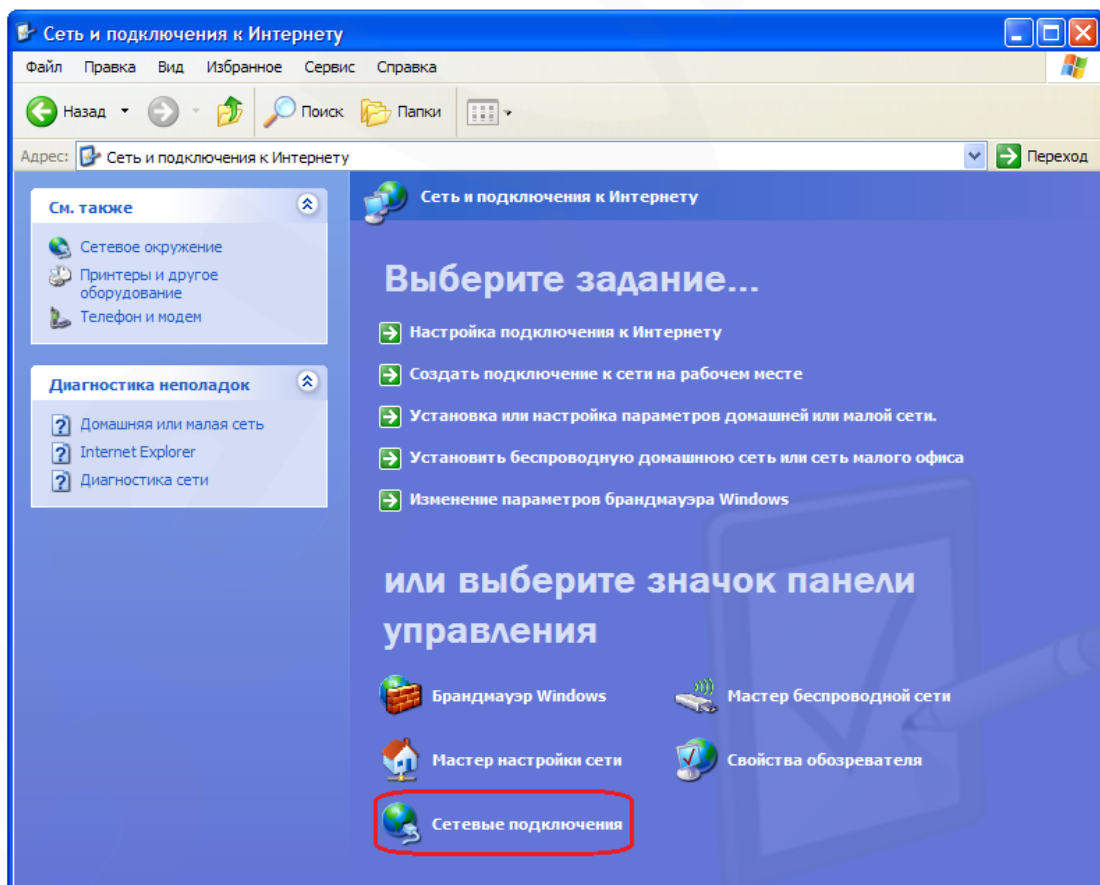 Сеть и подключения к Интернету
Файл Правка Вид Избранное Сервис Справка
Назад Поиск Папки
Адрес: Сеть и подключения к Интернету Переход
См. также
Сетевое окружение
Принтеры и другое
оборудование
Телефон и модем
Диагностика неполадок
Домашняя или малая сеть
Internet Explorer
Диагностика сети
Сеть и подключения к Интернету
Выберите задание...
Настройка подключения к Интернету
Создать подключение к сети на рабочем месте
Установка или настройка параметров домашней или малой сети.
Установить беспроводную домашнюю сеть или сеть малого офиса
Изменение параметров брандмауэра Windows
или выберите значок панели
управления
Брандмауэр Windows
Мастер беспроводной сети
Мастер настройки сети
Свойства обозревателя
Сетевые подключения